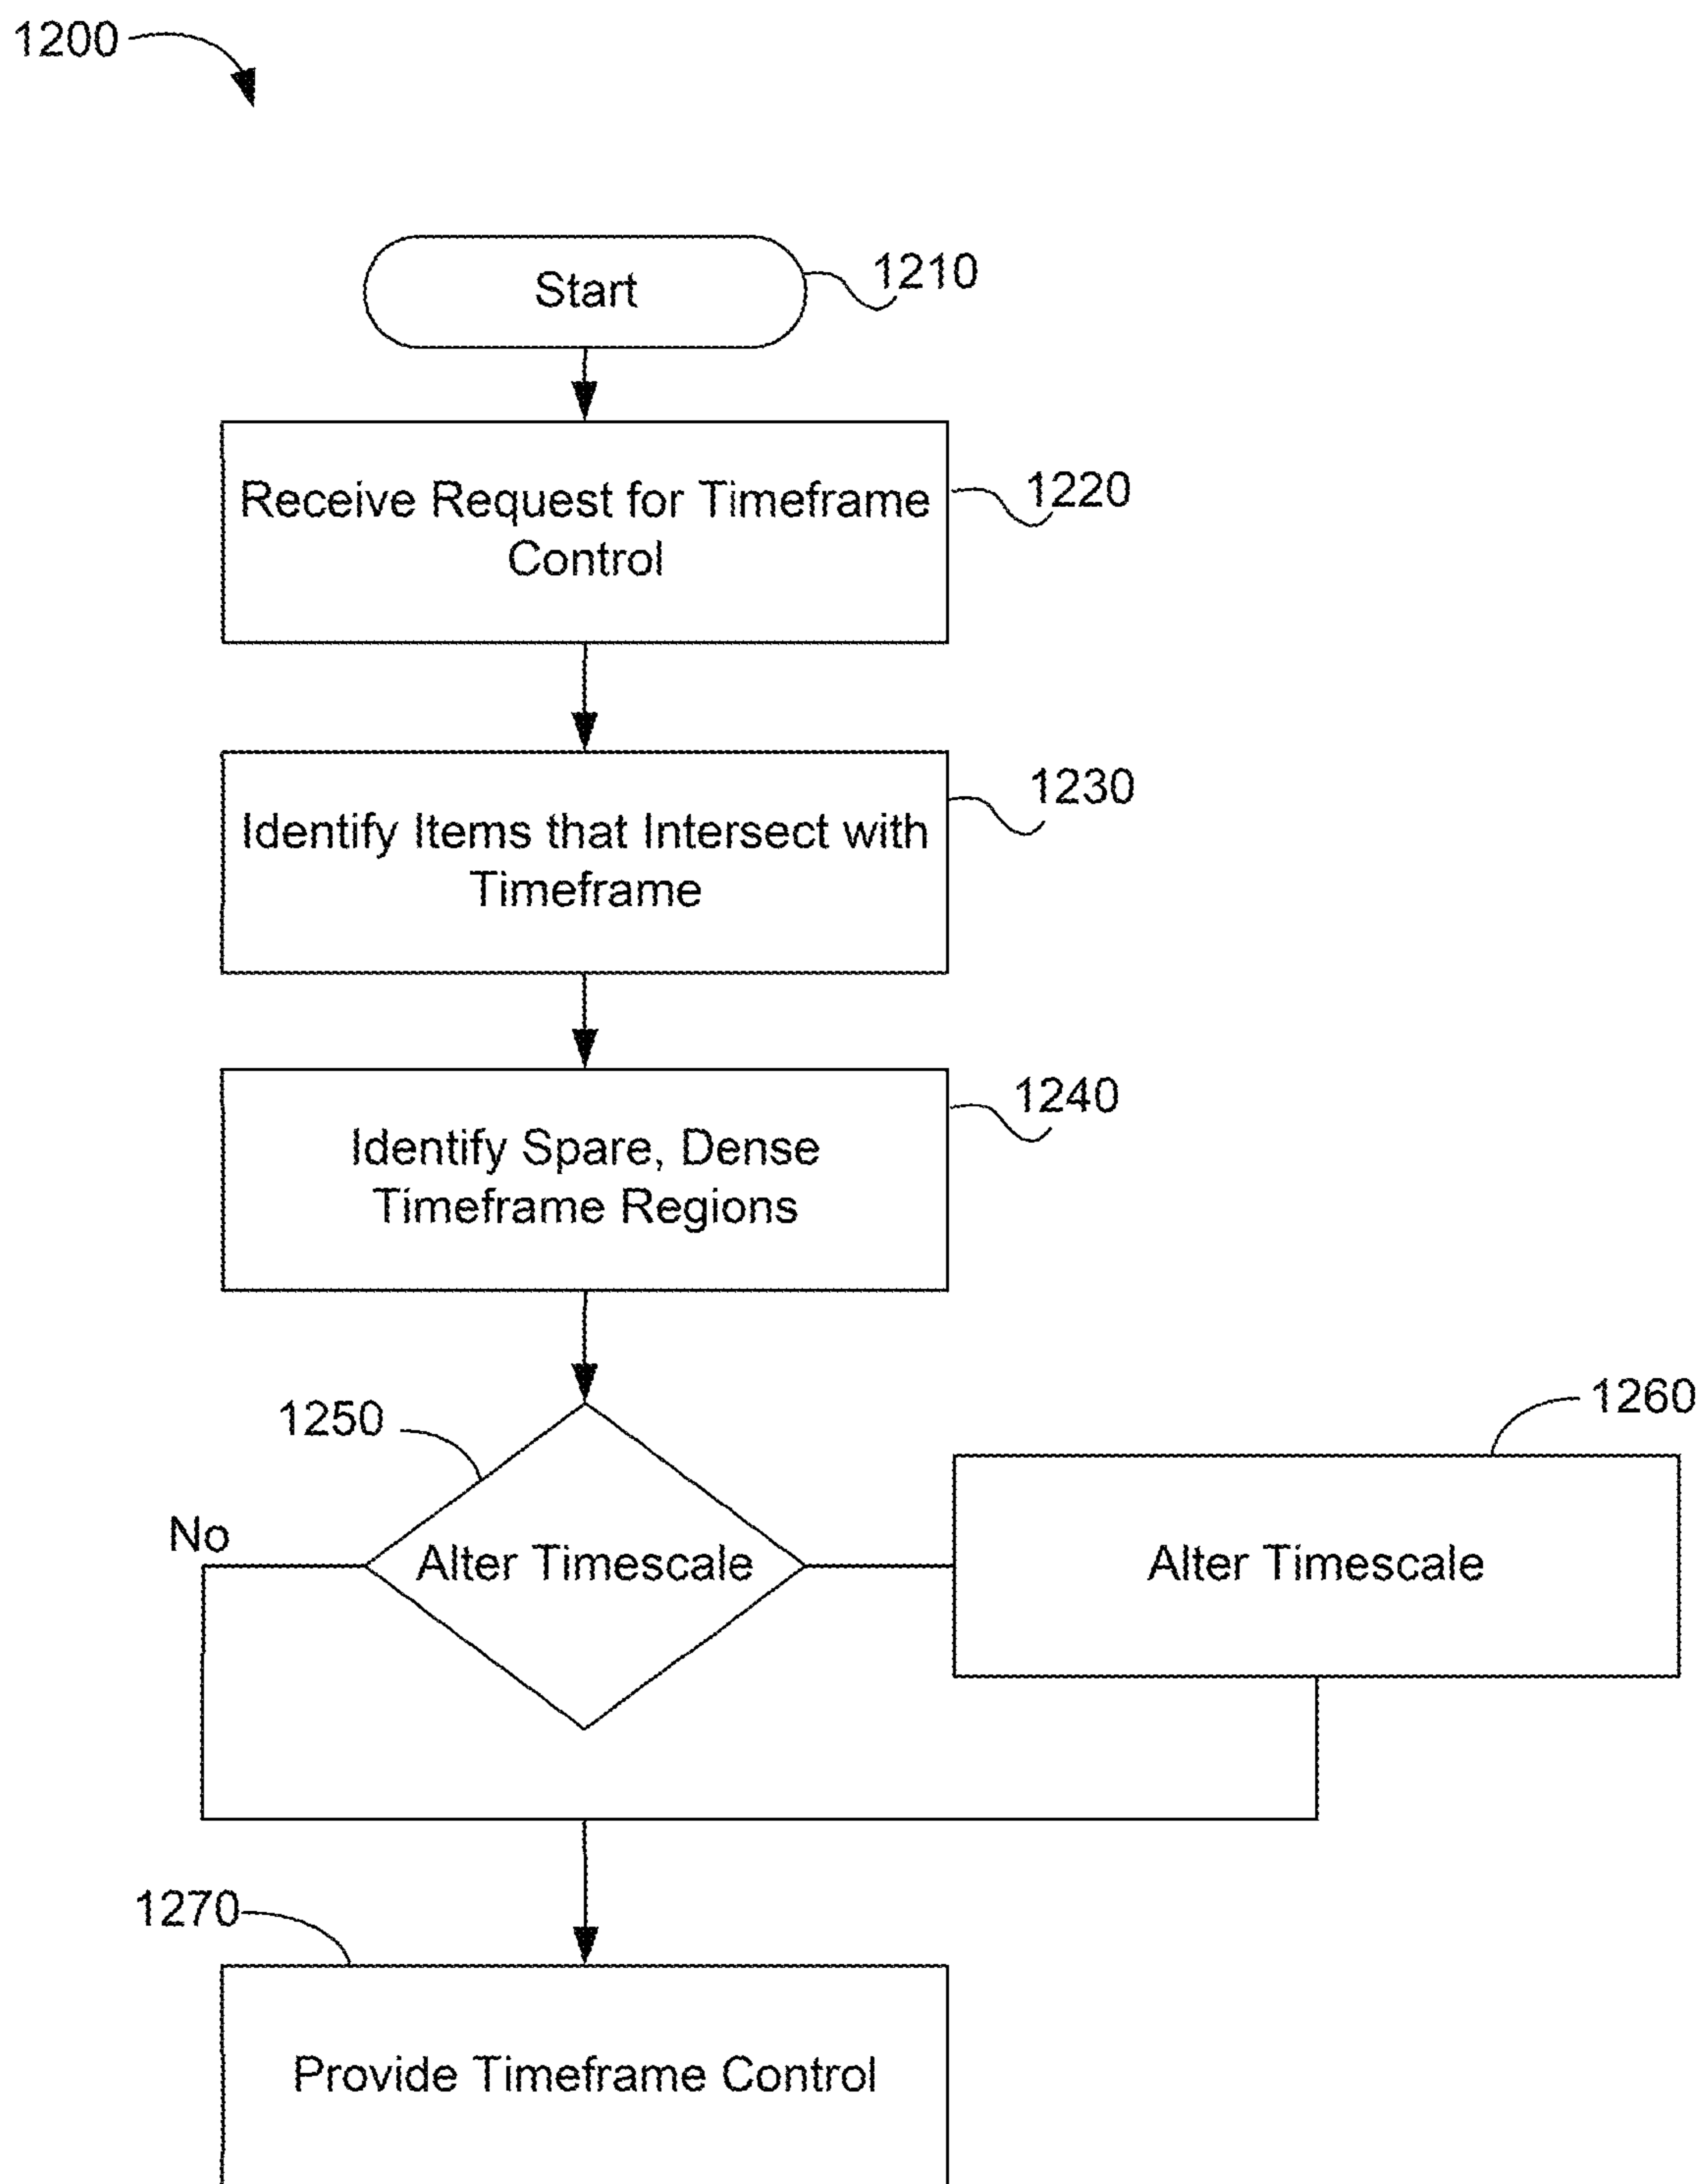 1200
Start
1210
Receive Request for Timeframe
Control
1220
Identify Items that Intersect with
Timeframe
1230
Identify Spare, Dense
Timeframe Regions
1240
1250
No
Alter Timescale
1260
Alter Timescale
1270
Provide Timeframe Control